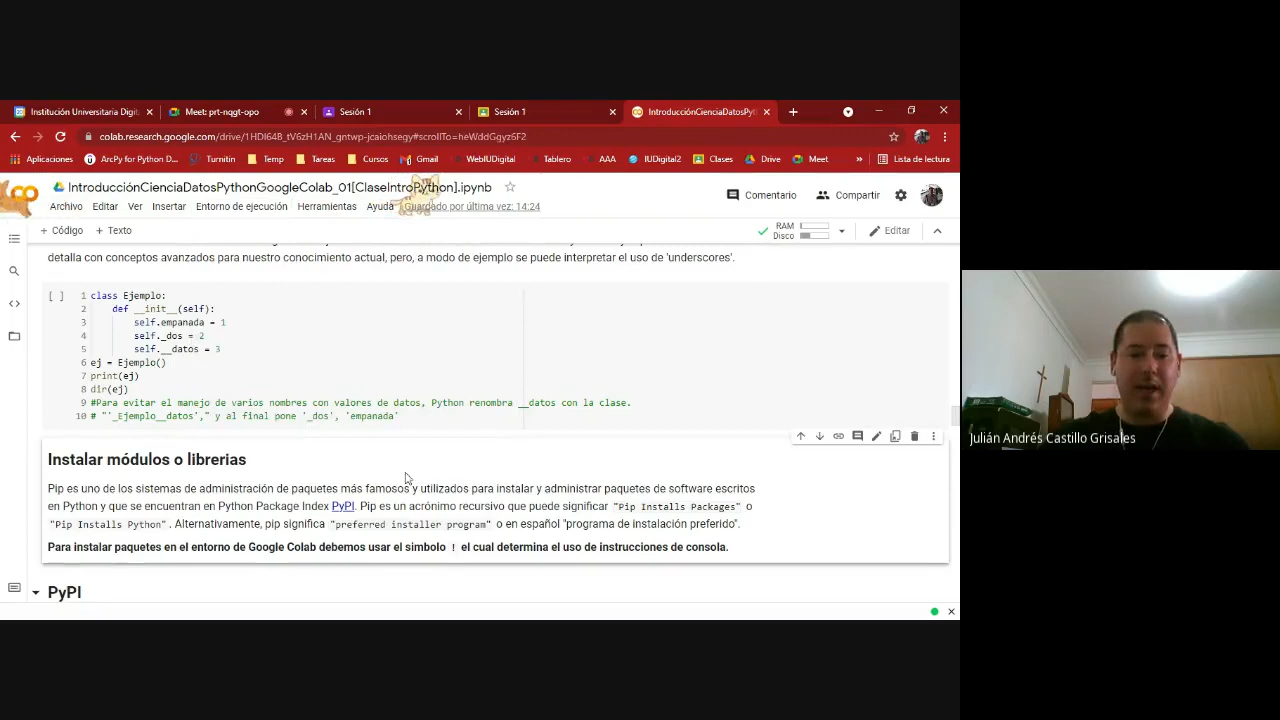 Institución Universitaria Digit
Meet: prt-nqgt-opo
Sesión 1
Sesión 1
IntroducciónCienciaDatosPyt
colab.research.google.com/drive/1HDI64B_tV6zH1AN_gntwp-jcaiohsegy#scrollTo=heWddGgyz6F2
Aplicaciones
ArcPy for Python D...
Turnitin
Temp
Tareas
Cursos
Gmail
WebIUDigital
Tablero
AAA
IUDigital2
Clases
Drive
Meet
»
Lista de lectura
IntroducciónCienciaDatosPythonGoogleColab_01[ClaseIntroPython].ipynb
Comentario
Compartir
Archivo Editar Ver Insertar Entorno de ejecución Herramientas Ayuda Guardado por última vez: 14:24
+ Código + Texto
RAM
Disco
Editar
detalla con conceptos avanzados para nuestro conocimiento actual, pero, a modo de ejemplo se puede interpretar el uso de 'underscores'.
[ ] 1 class Ejemplo:
2 def __init__(self):
3 self.empanada = 1
4 self._dos = 2
5 self.__datos = 3
6 ej = Ejemplo()
7 print(ej)
8 dir(ej)
9 #Para evitar el manejo de varios nombres con valores de datos, Python renombra __datos con la clase.
10 # "'_Ejemplo__datos'," y al final pone '_dos', 'empanada'
Instalar módulos o librerias
Pip es uno de los sistemas de administración de paquetes más famosos y utilizados para instalar y administrar paquetes de software escritos
en Python y que se encuentran en Python Package Index PyPI. Pip es un acrónimo recursivo que puede significar "Pip Installs Packages" o
"Pip Installs Python". Alternativamente, pip significa "preferred installer program" o en español "programa de instalación preferido".
Para instalar paquetes en el entorno de Google Colab debemos usar el simbolo ! el cual determina el uso de instrucciones de consola.
PyPI
Julián Andrés Castillo Grisales